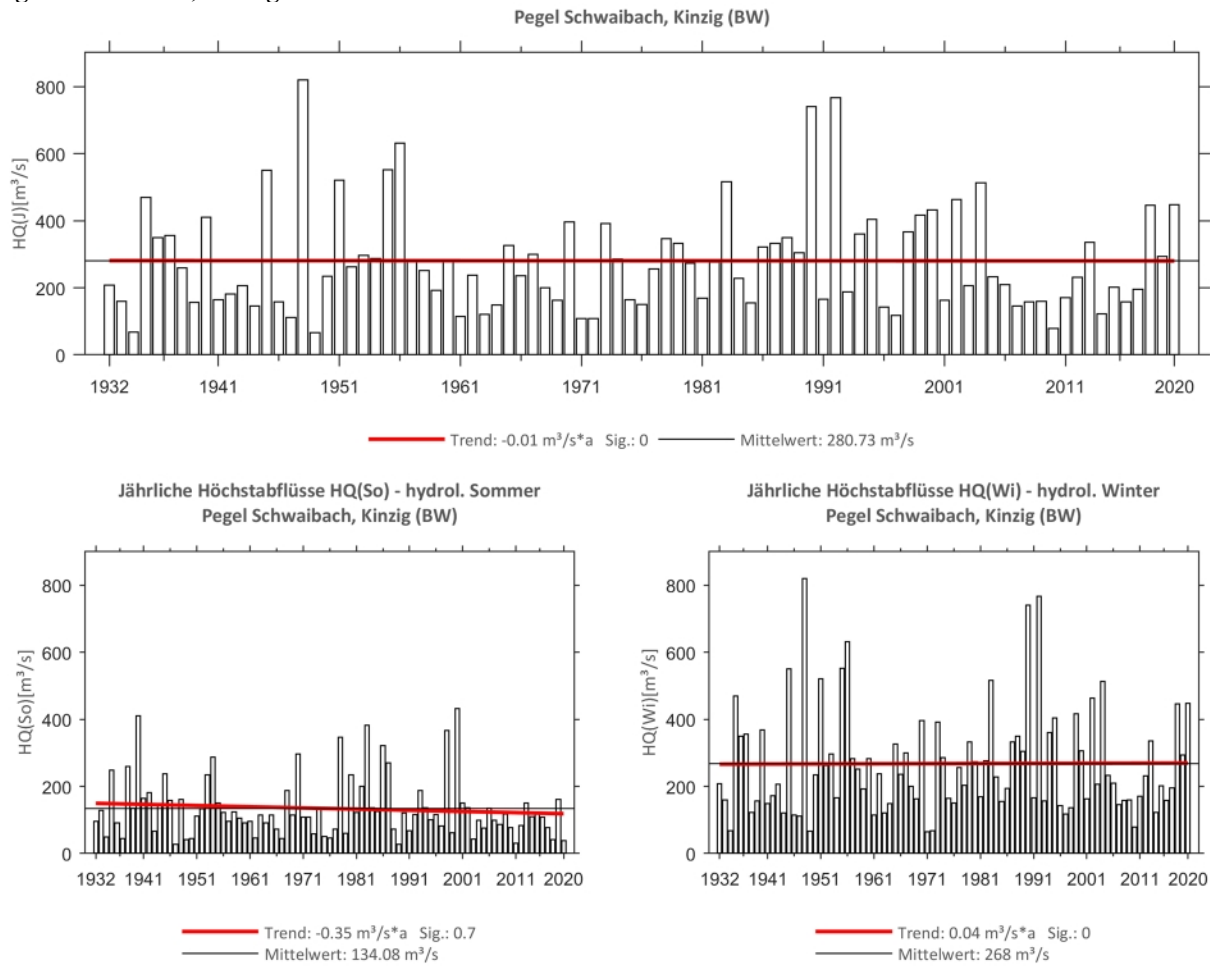 Pegel Schwaibach, Kinzig (BW)
HQ(J)[m³/s]
800
600
400
200
0
1932 1941 1951 1961 1971 1981 1991 2001 2011 2020
Trend: -0.01 m³/s*a Sig.: 0 Mittelwert: 280.73 m³/s
Jährliche Höchstabflüsse HQ(So) - hydrol. Sommer
Pegel Schwaibach, Kinzig (BW)
HQ(So)[m³/s]
800
600
400
200
0
1932 1941 1951 1961 1971 1981 1991 2001 2011 2020
Trend: -0.35 m³/s*a Sig.: 0.7
Mittelwert: 134.08 m³/s
Jährliche Höchstabflüsse HQ(Wi) - hydrol. Winter
Pegel Schwaibach, Kinzig (BW)
HQ(Wi)[m³/s]
800
600
400
200
0
1932 1941 1951 1961 1971 1981 1991 2001 2011 2020
Trend: 0.04 m³/s*a Sig.: 0
Mittelwert: 268 m³/s